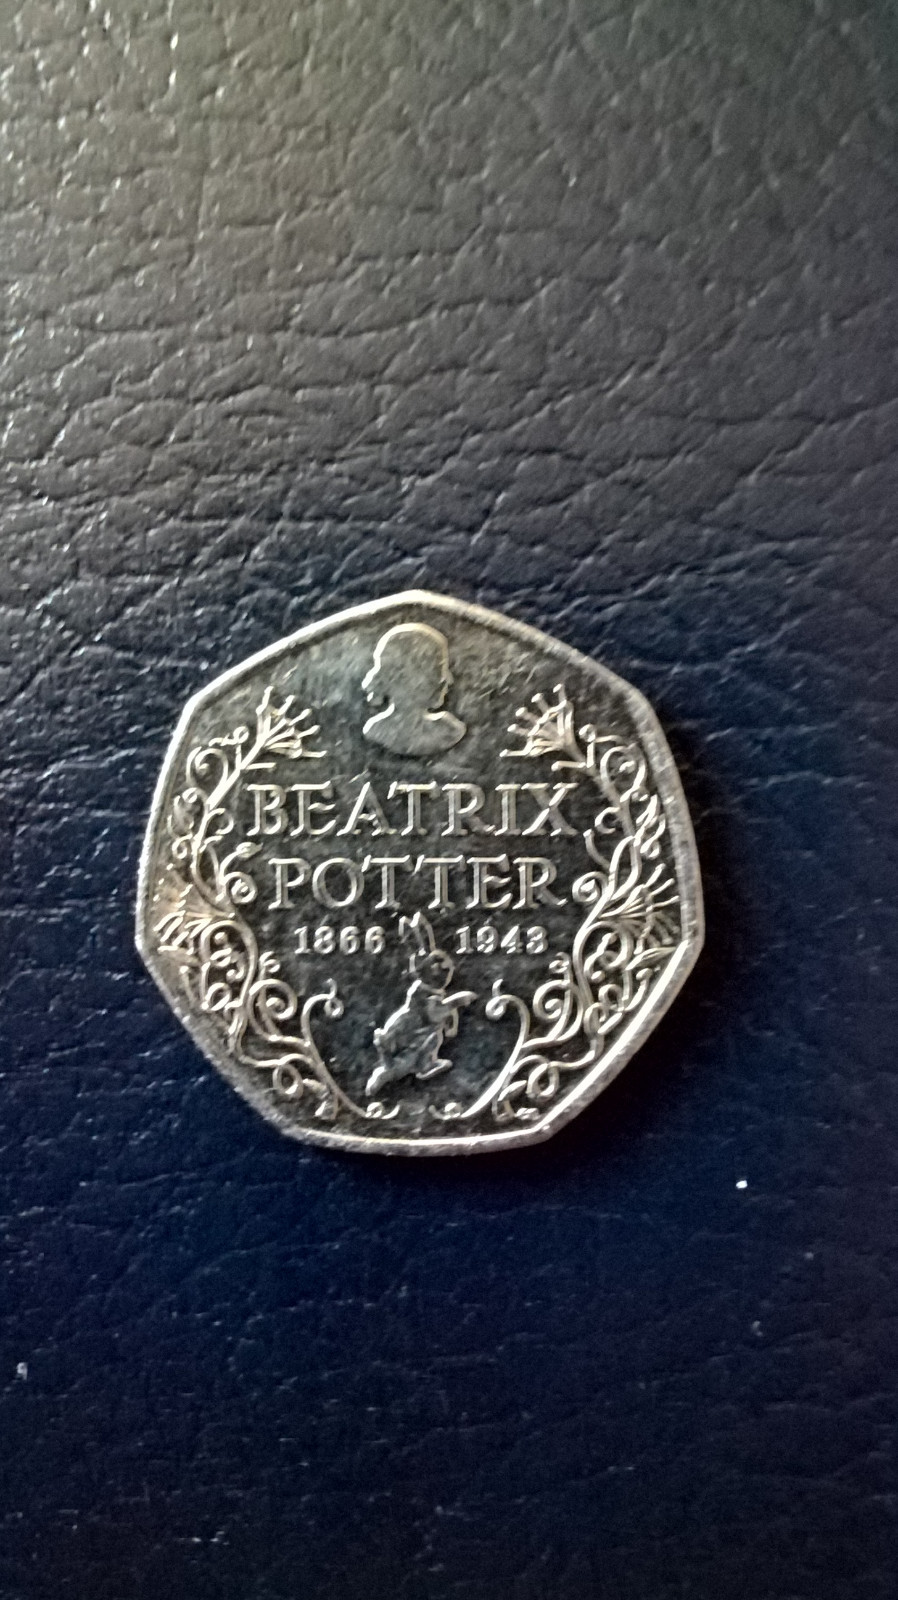 BEATRIX
POTTER
1866 1943